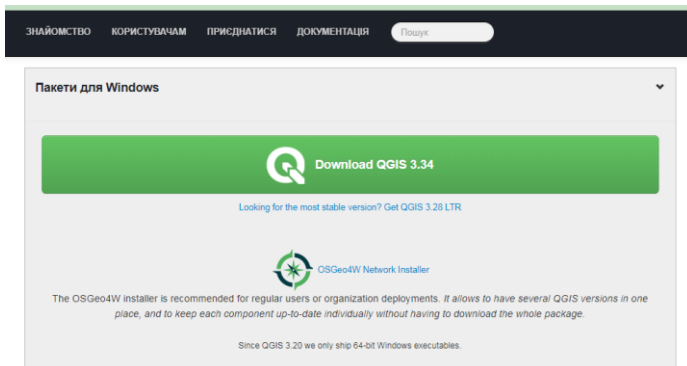 ЗНАЙОМСТВО КОРИСТУВАЧАМ ПРИЄДНАТИСЯ ДОКУМЕНТАЦІЯ Пошук
Пакети для Windows
Download QGIS 3.34
Looking for the most stable version? Get QGIS 3.28 LTR
OSGeo4W Network Installer
The OSGeo4W installer is recommended for regular users or organization deployments. It allows to have several QGIS versions in one
place, and to keep each component up-to-date individually without having to download the whole package.
Since QGIS 3.20 we only ship 64-bit Windows executables.